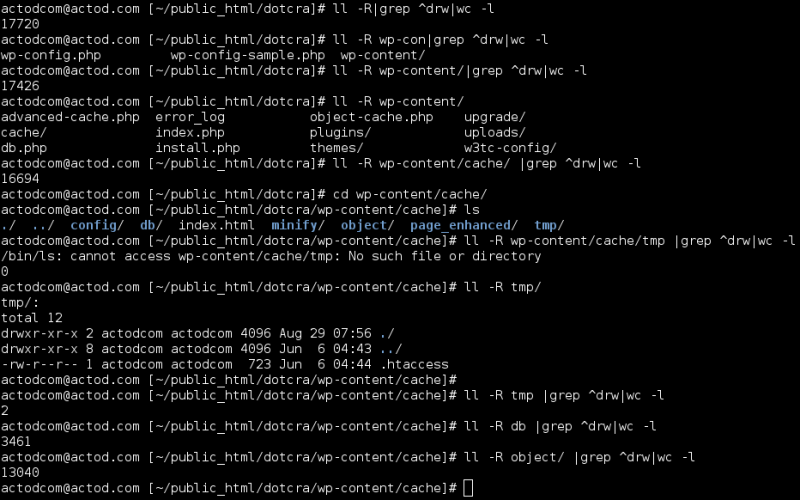 actodcom@actod.com [~/public_html/dotcra]# ll -R|grep ^drw|wc -l
17720
actodcom@actod.com [~/public_html/dotcra]# ll -R wp-con|grep ^drw|wc -l
wp-config.php         wp-config-sample.php  wp-content/
actodcom@actod.com [~/public_html/dotcra]# ll -R wp-content/|grep ^drw|wc -l
17426
actodcom@actod.com [~/public_html/dotcra]# ll -R wp-content/
advanced-cache.php  error_log           object-cache.php    upgrade/
cache/              index.php           plugins/            uploads/
db.php              install.php         themes/             w3tc-config/
actodcom@actod.com [~/public_html/dotcra]# ll -R wp-content/cache/ |grep ^drw|wc -l
16694
actodcom@actod.com [~/public_html/dotcra]# cd wp-content/cache/
actodcom@actod.com [~/public_html/dotcra/wp-content/cache]# ls
./  ../  config/  db/  index.html  minify/  object/  page_enhanced/  tmp/
actodcom@actod.com [~/public_html/dotcra/wp-content/cache]# ll -R wp-content/cache/tmp |grep ^drw|wc -l
/bin/ls: cannot access wp-content/cache/tmp: No such file or directory
0
actodcom@actod.com [~/public_html/dotcra/wp-content/cache]# ll -R tmp/
tmp/:
total 12
drwxr-xr-x 2 actodcom actodcom 4096 Aug 29 07:56 ./
drwxr-xr-x 8 actodcom actodcom 4096 Jun  6 04:43 ../
-rw-r--r-- 1 actodcom actodcom  723 Jun  6 04:44 .htaccess
actodcom@actod.com [~/public_html/dotcra/wp-content/cache]#
actodcom@actod.com [~/public_html/dotcra/wp-content/cache]# ll -R tmp |grep ^drw|wc -l
2
actodcom@actod.com [~/public_html/dotcra/wp-content/cache]# ll -R db |grep ^drw|wc -l
3461
actodcom@actod.com [~/public_html/dotcra/wp-content/cache]# ll -R object/ |grep ^drw|wc -l
13040
actodcom@actod.com [~/public_html/dotcra/wp-content/cache]#